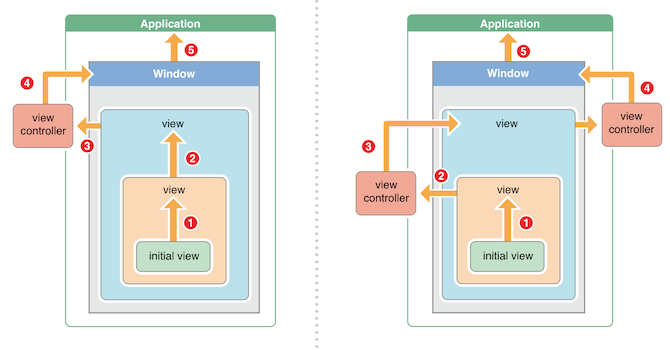 Application
5
Window
4
view
controller
3
view
2
view
1
initial view
Application
5
Window
4
view
controller
view
3
2
view
controller
view
1
initial view